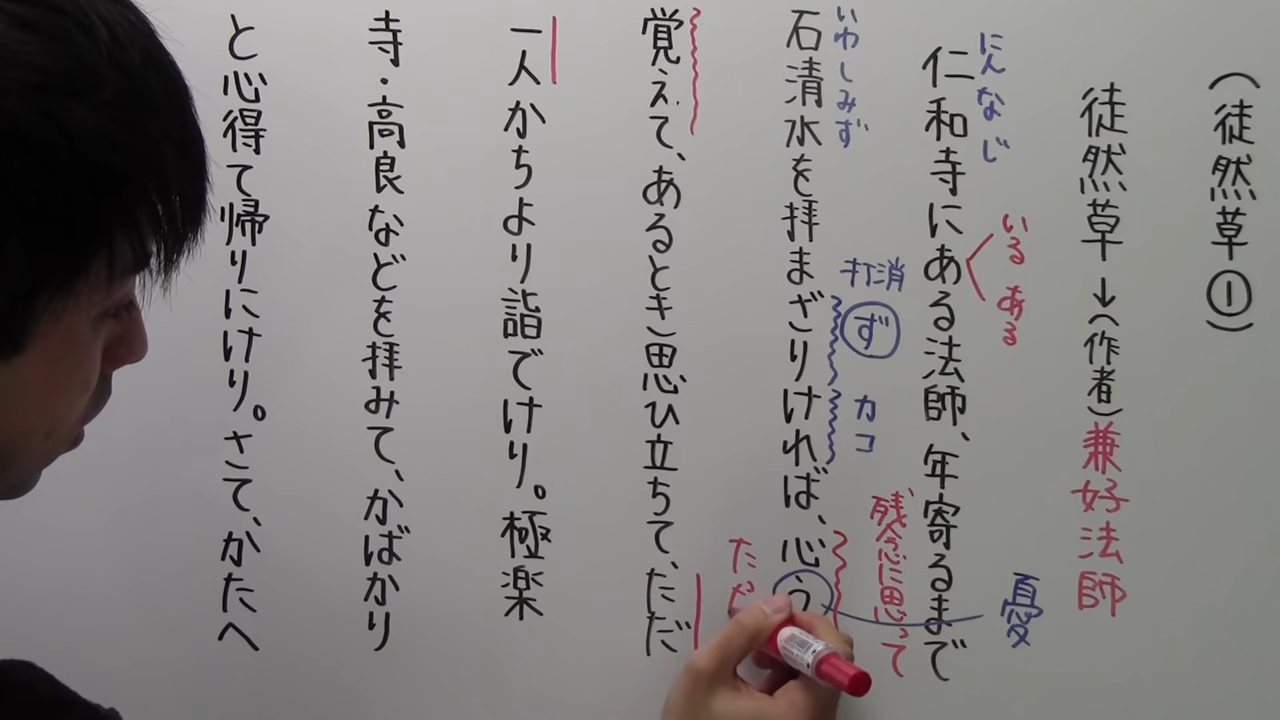 (徒然草①)
徒然草→(作者)兼好法師
にんなじ
いる ある
仁和寺にある法師、年寄るまで
憂
いわしみず
打消
ず
カコ
残念に思って
石清水を拝まざりければ、心う
た
覚えて、あるとき思ひ立ちて、ただ
一人かちより詣でけり。極楽
寺・高良などを拝みて、かばかり
と心得て帰りにけり。さて、かたへ